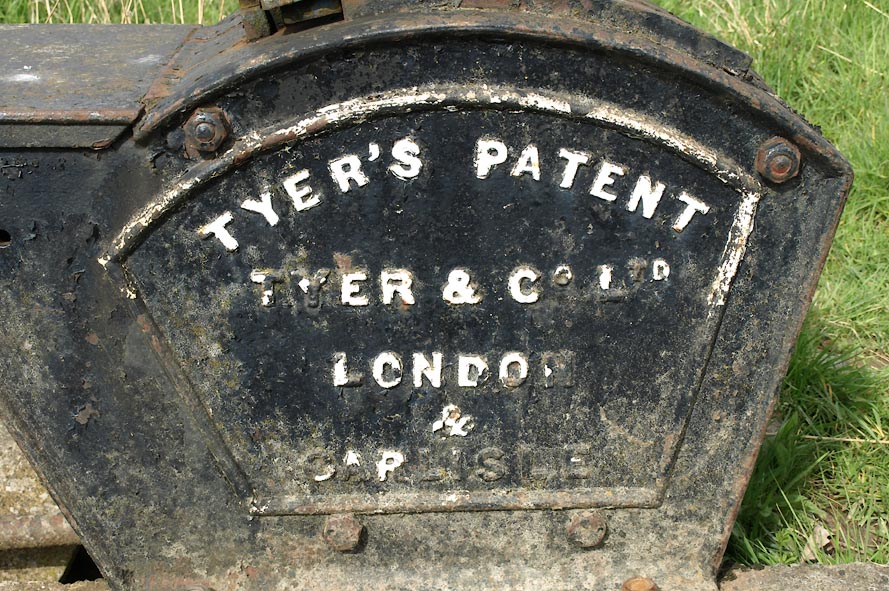 TYER'S PATENT
TYER & Co LTD
LONDON
&
CARLISLE